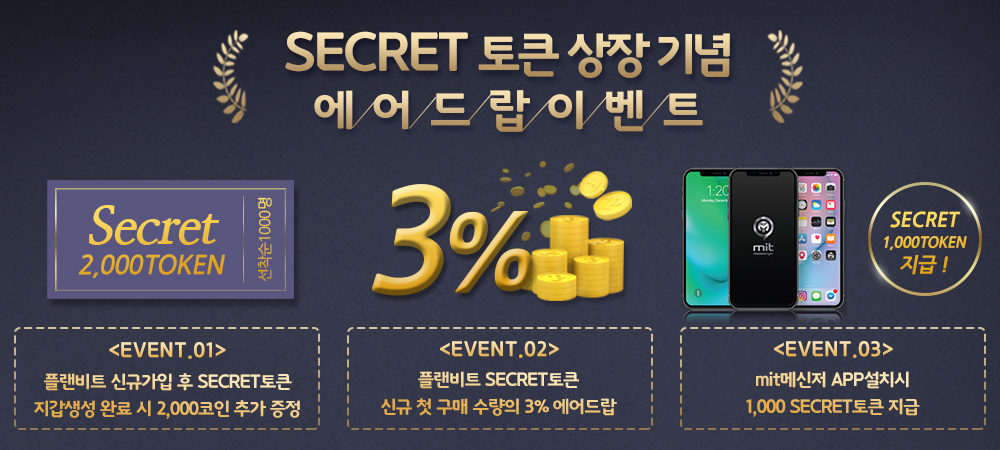 SECRET 토큰 상장 기념
에/어/드/랍/이/벤/트
Secret
2,000TOKEN
선착순1000명
3%
1:20
mit
SECRET
1,000TOKEN
지급 !
<EVENT.01>
플랜비트 신규가입 후 SECRET토큰
지갑생성 완료 시 2,000코인 추가 증정
<EVENT.02>
플랜비트 SECRET토큰
신규 첫 구매 수량의 3% 에어드랍
<EVENT.03>
mit메신저 APP설치시
1,000 SECRET토큰 지급